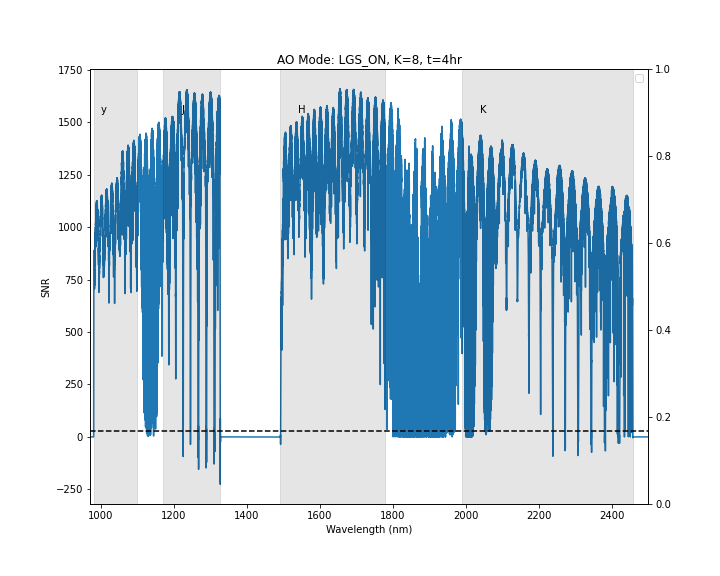 AO Mode: LGS_ON, K=8, t=4hr
1750
1500
1250
1000
750
500
250
0
−250
SNR
y
J
H
K
1.0
0.8
0.6
0.4
0.2
0.0
1000 1200 1400 1600 1800 2000 2200 2400
Wavelength (nm)